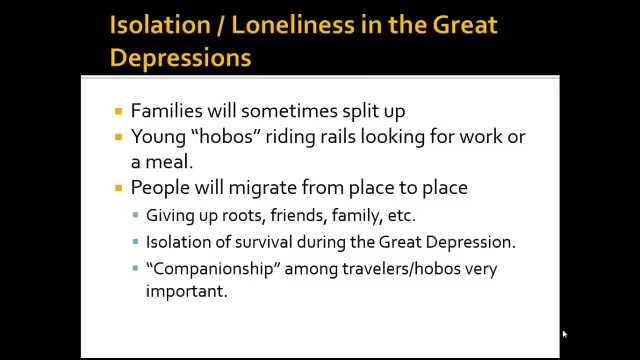 Isolation / Loneliness in the Great
Depressions
Families will sometimes split up
Young “hobos” riding rails looking for work or
a meal.
People will migrate from place to place
Giving up roots, friends, family, etc.
Isolation of survival during the Great Depression.
“Companionship” among travelers/hobos very
important.